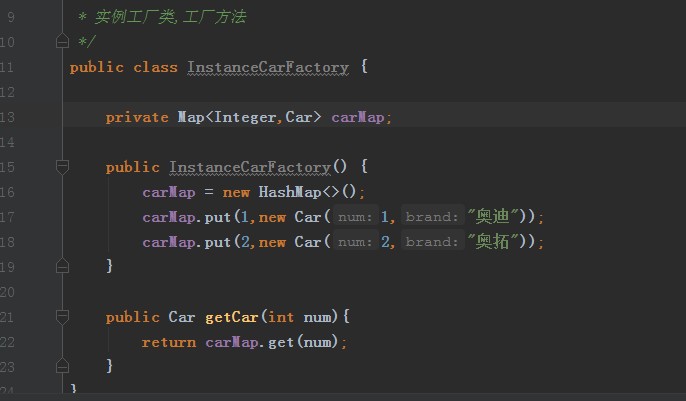 9 * 实例工厂类,工厂方法
10 */
11 public class InstanceCarFactory {
12
13 private Map<Integer,Car> carMap;
14
15 public InstanceCarFactory() {
16 carMap = new HashMap<>();
17 carMap.put(1,new Car( num: 1, brand: "奥迪"));
18 carMap.put(2,new Car( num: 2, brand: "奥拓"));
19 }
20
21 public Car getCar(int num){
22 return carMap.get(num);
23 }
24 }